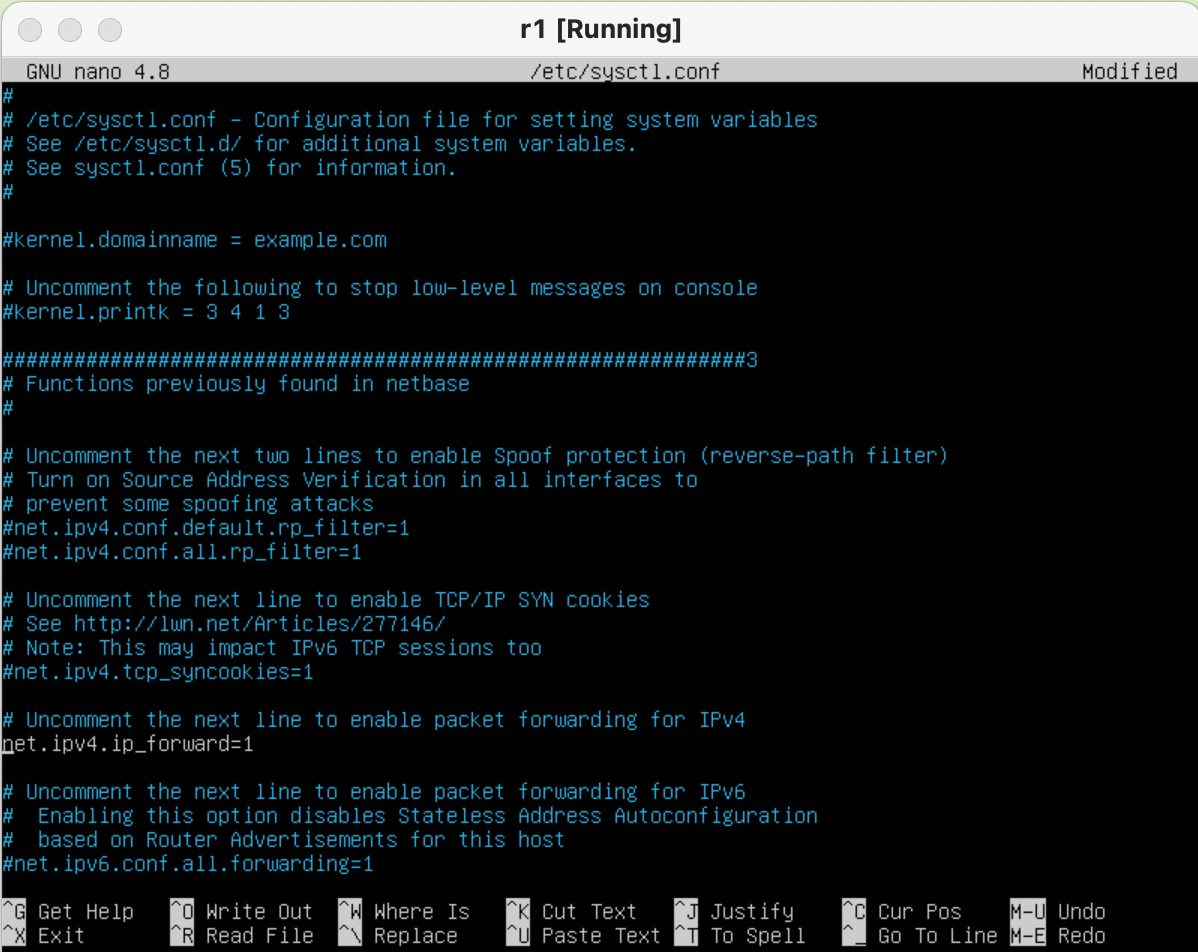 r1 [Running]
GNU nano 4.8 /etc/sysctl.conf Modified
#
# /etc/sysctl.conf - Configuration file for setting system variables
# See /etc/sysctl.d/ for additional system variables.
# See sysctl.conf (5) for information.
#
#kernel.domainname = example.com
# Uncomment the following to stop low-level messages on console
#kernel.printk = 3 4 1 3
##############################################################3
# Functions previously found in netbase
#
# Uncomment the next two lines to enable Spoof protection (reverse-path filter)
# Turn on Source Address Verification in all interfaces to
# prevent some spoofing attacks
#net.ipv4.conf.default.rp_filter=1
#net.ipv4.conf.all.rp_filter=1
# Uncomment the next line to enable TCP/IP SYN cookies
# See http://lwn.net/Articles/277146/
# Note: This may impact IPv6 TCP sessions too
#net.ipv4.tcp_syncookies=1
# Uncomment the next line to enable packet forwarding for IPv4
net.ipv4.ip_forward=1
# Uncomment the next line to enable packet forwarding for IPv6
#  Enabling this option disables Stateless Address Autoconfiguration
#  based on Router Advertisements for this host
#net.ipv6.conf.all.forwarding=1
^G Get Help ^O Write Out ^W Where Is ^K Cut Text ^J Justify ^C Cur Pos M-U Undo
^X Exit ^R Read File ^\ Replace ^U Paste Text ^T To Spell ^_ Go To Line M-E Redo